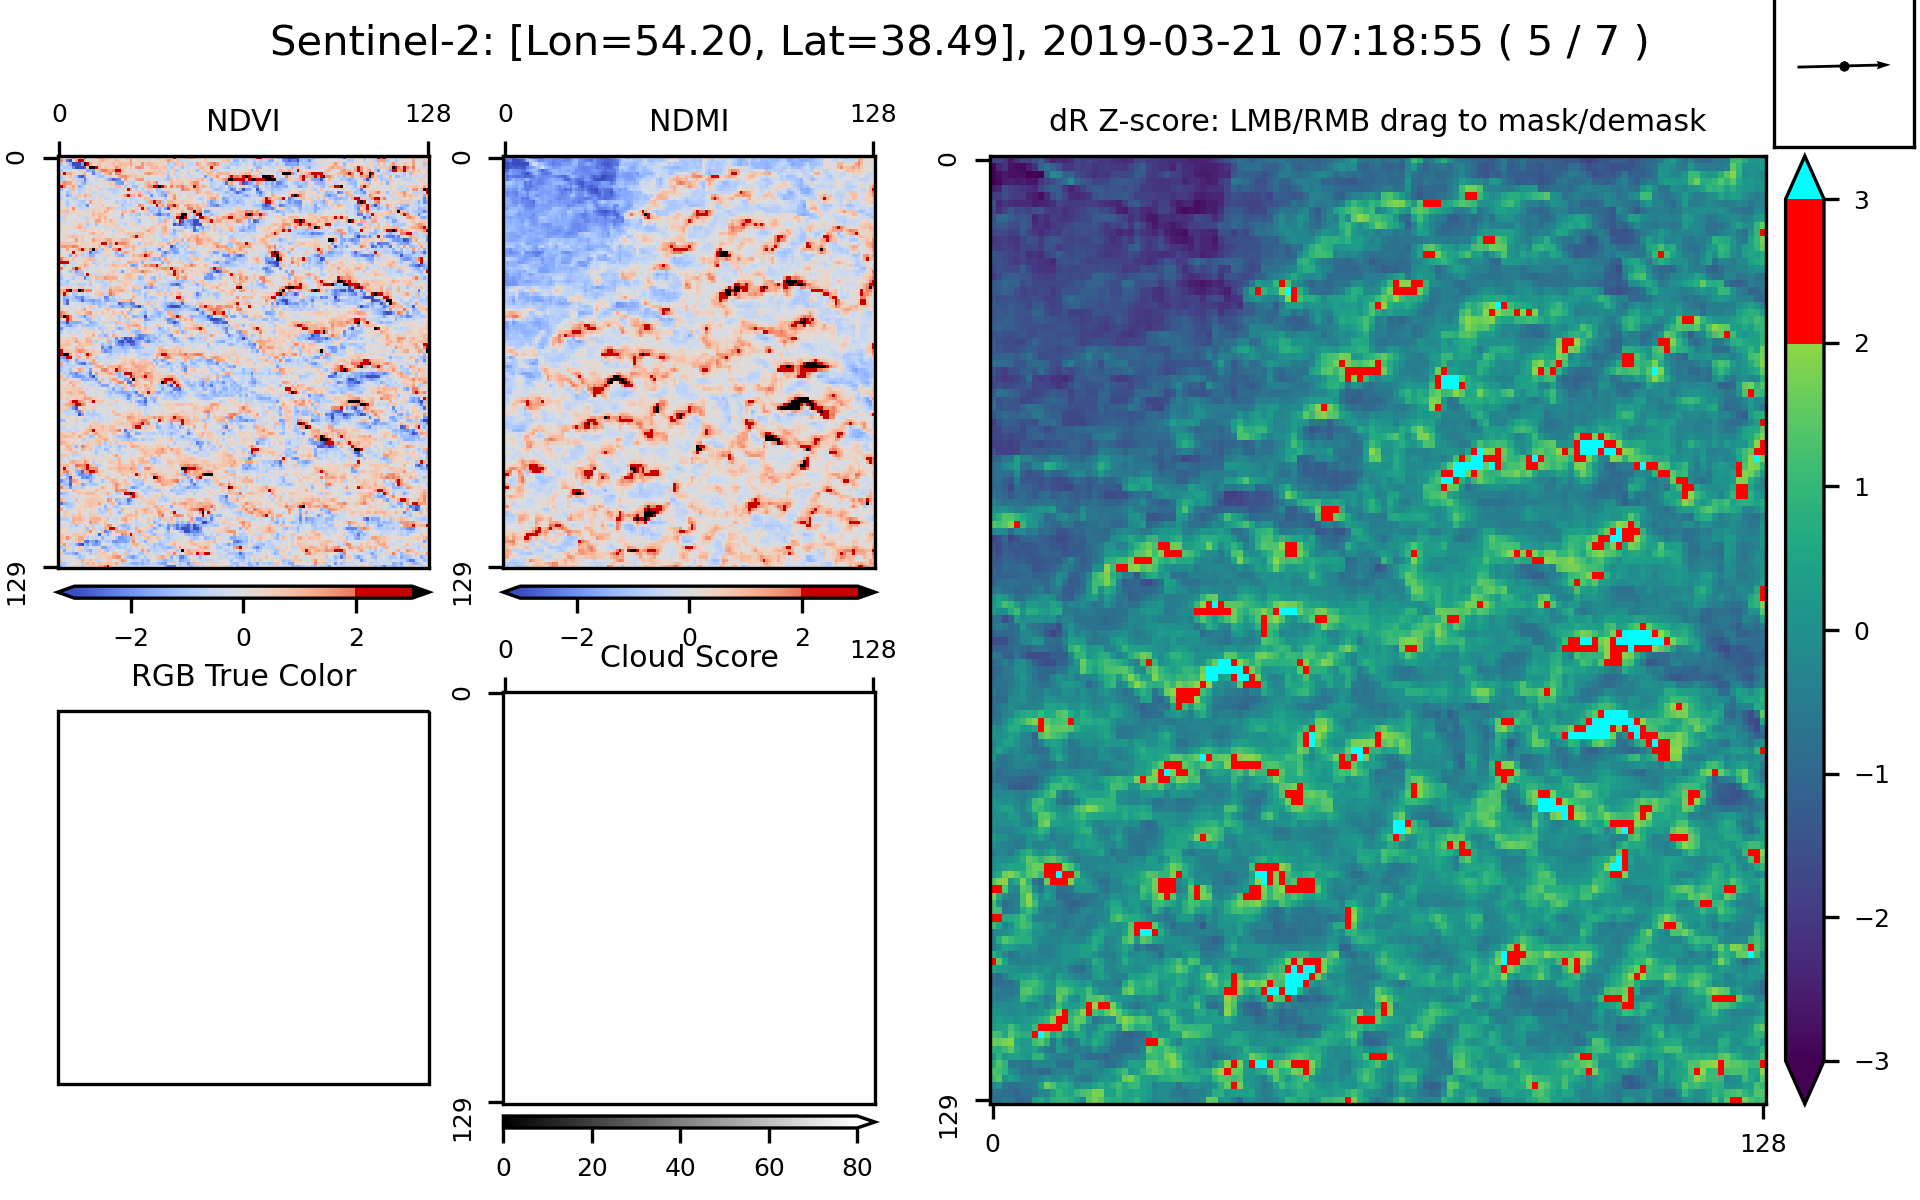 Sentinel-2: [Lon=54.20, Lat=38.49], 2019-03-21 07:18:55 ( 5 / 7 )
0 NDVI 128
0
129
−2 0 2
0 NDMI 128
0
129
−2 0 2
RGB True Color
0 Cloud Score 128
0
129
0 20 40 60 80
dR Z-score: LMB/RMB drag to mask/demask
0
129
0 128
3
2
1
0
−1
−2
−3